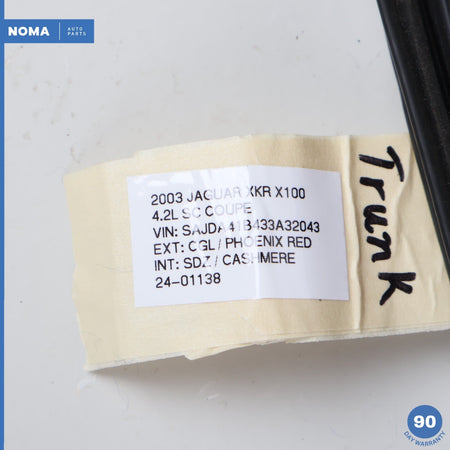 NOMA AUTO PARTS
2003 JAGUAR XKR X100
4.2L SC COUPE
VIN: SAJDA41B433A32043
EXT: CGL / PHOENIX RED
INT: SDZ / CASHMERE
24-01138
Trunk
90
DAY WARRANTY